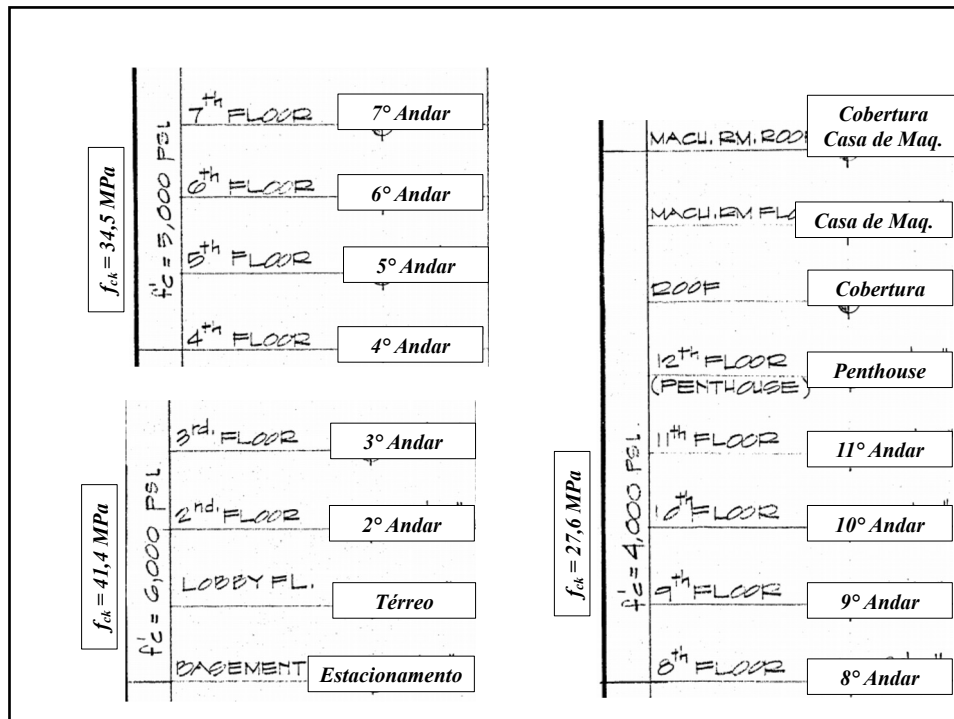 f'c = 5,000 PSI.
fck = 34,5 MPa
7th FLOOR
7° Andar
6th FLOOR
6° Andar
5th FLOOR
5° Andar
4th FLOOR
4° Andar
f'c = 6,000 PSI.
fck = 41,4 MPa
3rd. FLOOR
3° Andar
2nd. FLOOR
2° Andar
LOBBY FL.
Térreo
BASEMENT
Estacionamento
f'c = 4,000 PSI.
fck = 27,6 MPa
MACH. RM. ROOF
Cobertura
Casa de Maq.
MACH. RM
Casa de Maq.
ROOF
Cobertura
12th FLOOR
(PENTHOUSE)
Penthouse
11th FLOOR
11° Andar
10th FLOOR
10° Andar
9th FLOOR
9° Andar
8th FLOOR
8° Andar